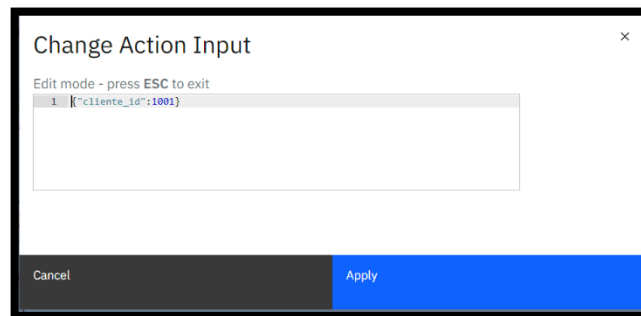 Change Action Input
×
Edit mode - press ESC to exit
1 {"cliente_id":1001}
Cancel
Apply